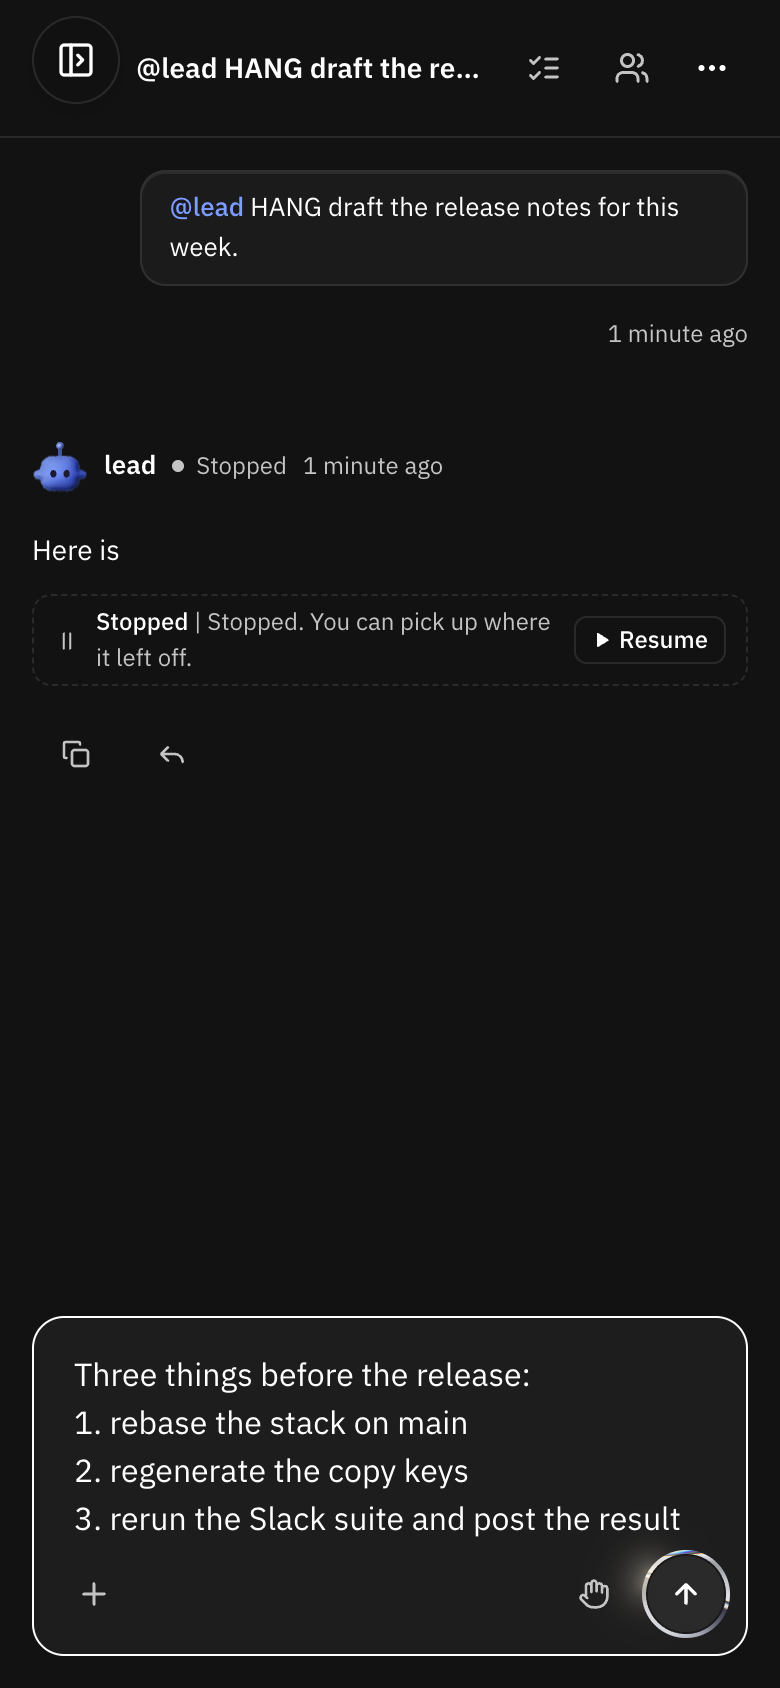 @lead HANG draft the re...
@lead HANG draft the release notes for this
week.
1 minute ago
lead Stopped 1 minute ago
Here is
Stopped | Stopped. You can pick up where
it left off.
Resume
Three things before the release:
1. rebase the stack on main
2. regenerate the copy keys
3. rerun the Slack suite and post the result